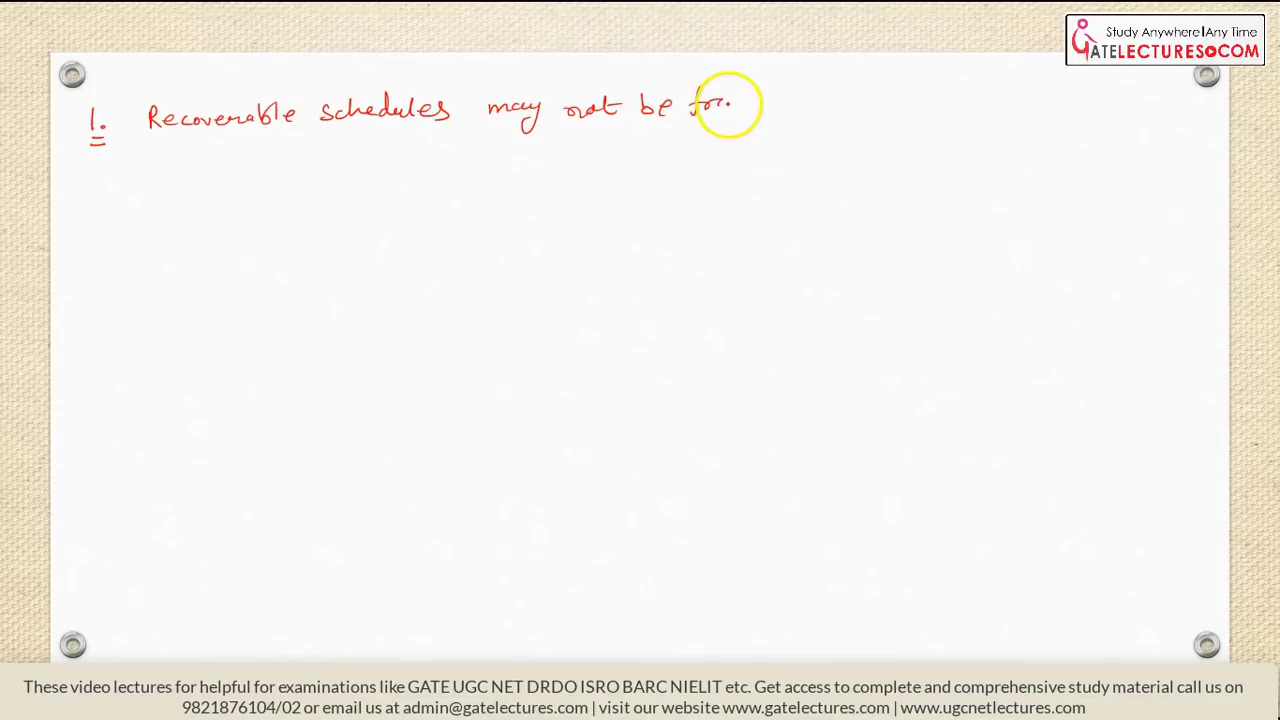 Study Anywhere|Any Time
GATELECTURES.COM
1. Recoverable schedules may not be
These video lectures for helpful for examinations like GATE UGC NET DRDO ISRO BARC NIELIT etc. Get access to complete and comprehensive study material call us on
9821876104/02 or email us at admin@gatelectures.com | visit our website www.gatelectures.com | www.ugcnetlectures.com